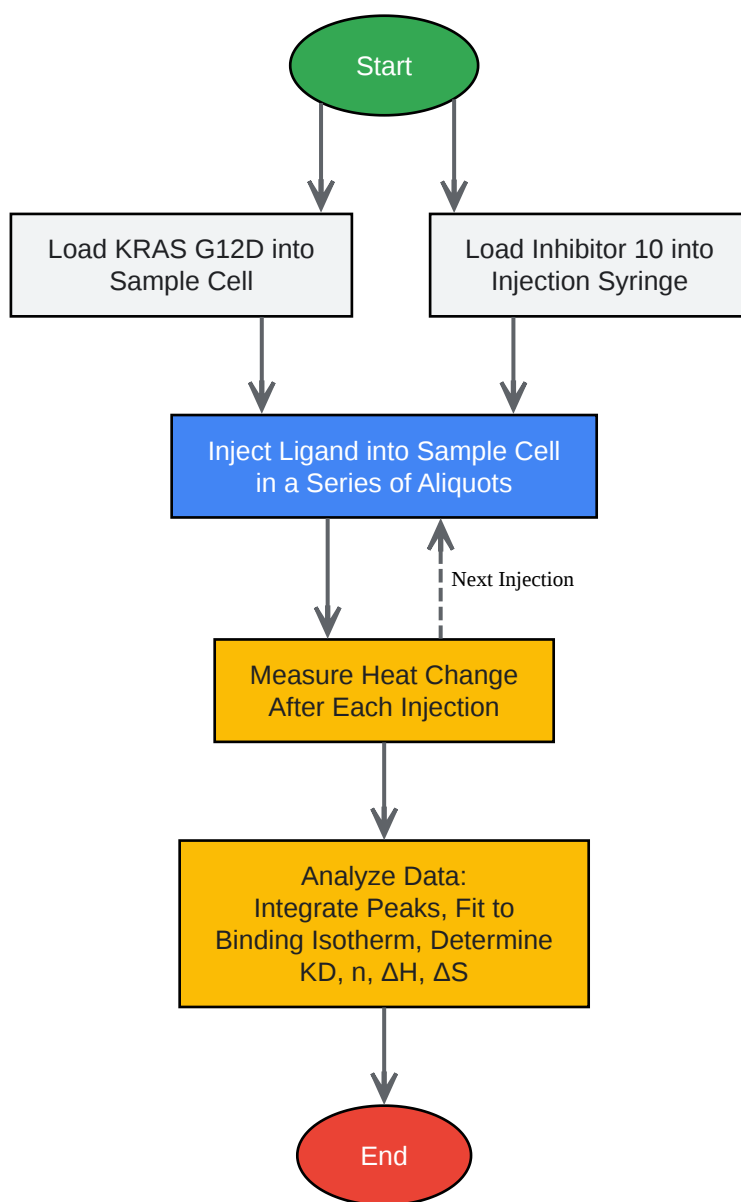 Start
Load KRAS G12D into
Sample Cell
Load Inhibitor 10 into
Injection Syringe
Inject Ligand into Sample Cell
in a Series of Aliquots
Next Injection
Measure Heat Change
After Each Injection
Analyze Data:
Integrate Peaks, Fit to
Binding Isotherm, Determine
KD, n, ΔH, ΔS
End